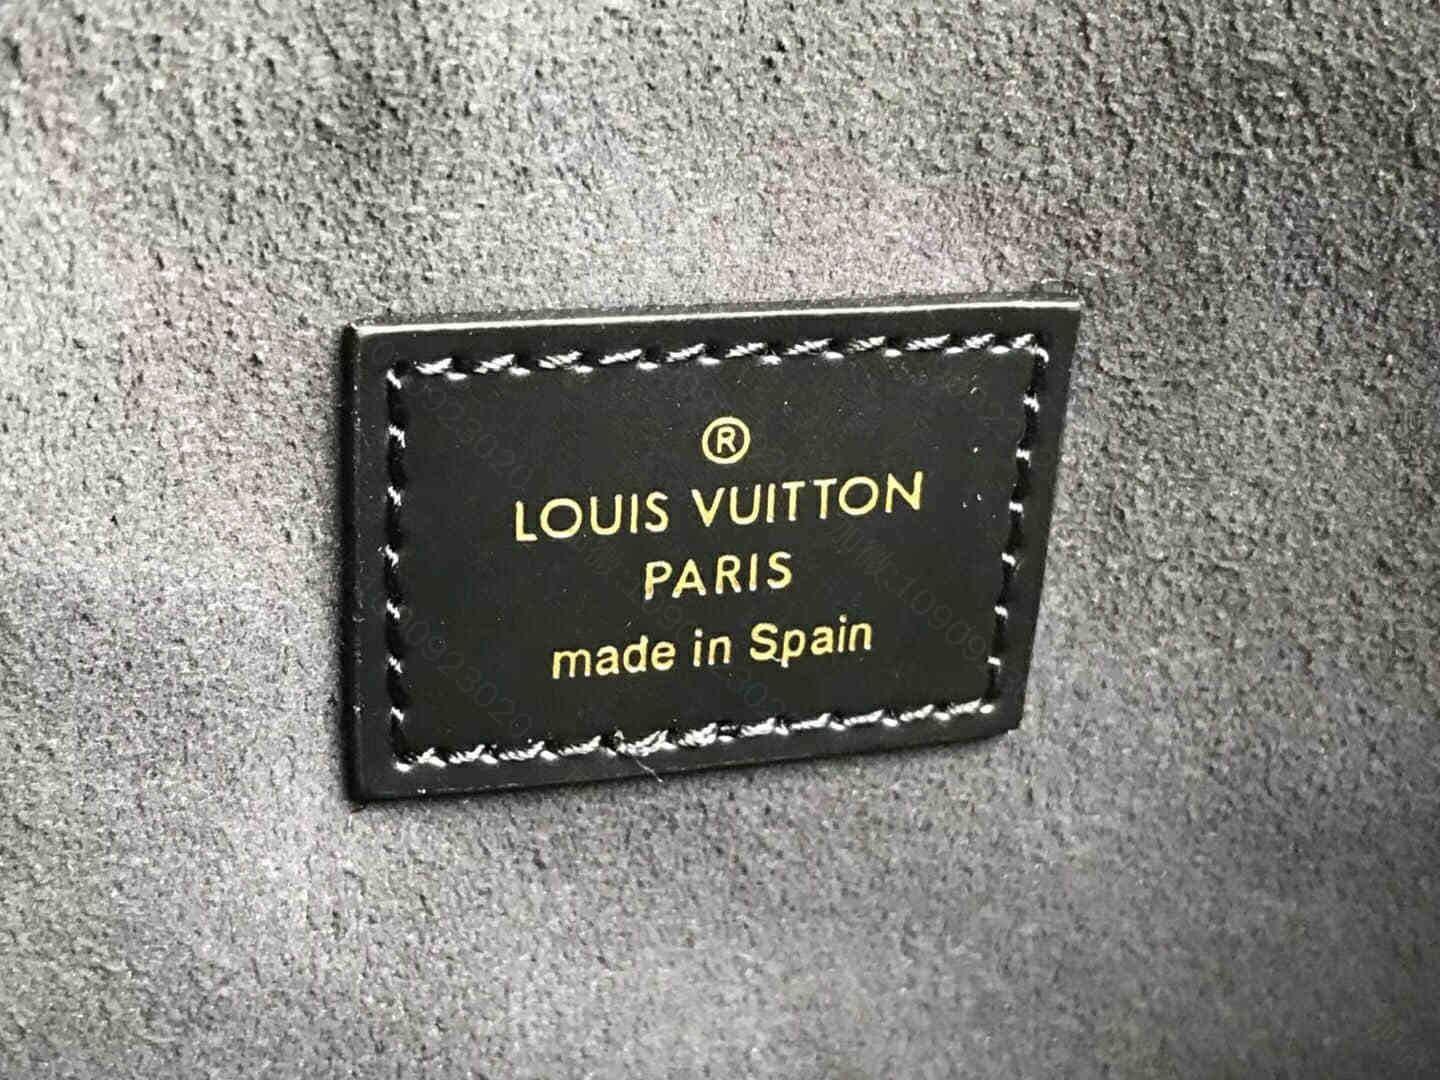 ®
LOUIS VUITTON
PARIS
made in Spain